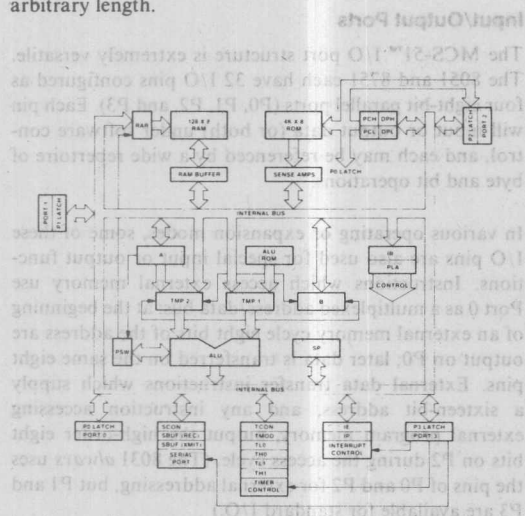 arbitrary length.
Input/Output Ports
The MCS-51™ I/O port structure is extremely versatile.
The 8051 and 8751 each have 32 I/O pins configured as
four eight-bit parallel ports (P0, P1, P2, and P3). Each pin
will
for both
software con-
trol, and each may be referenced by a wide repertoire of
byte and bit operations
RAR
128 X 8
RAM
4K X 8
ROM
PCH DPH
PCL DPL
P2 LATCH
PORT 2
P0 LATCH
RAM BUFFER
SENSE AMPS
PORT 1
P1 LATCH
INTERNAL BUS
In various operating or expansion modes, some of these
I/O pins are also used for special input or output func-
tions. Instructions which access external memory use
Port 0 as a multiplexed address/data bus: at the beginning
of an external memory cycle eight bits of the address are
output on P0; later data is transferred on the same eight
pins. External data transfer instructions which supply
a sixteen-bit address, and any instruction accessing
external program memory, output the high-order eight
bits on P2 during the access cycle. The 8031 always uses
the pins of P0 and P2 for external addressing, but P1 and
P3 are available for standard I/O.
ALU
ROM
IR
PLA
CONTROL
TMP 2
TMP 1
B
PSW
ALU
SP
INTERNAL BUS
P0 LATCH
PORT 0
SCON
SBUF (REC)
SBUF (XMIT)
SERIAL
PORT
TCON
TMOD
TL0
TH0
TL1
TH1
TIMER
CONTROL
IE
IP
INTERRUPT
CONTROL
P3 LATCH
PORT 3